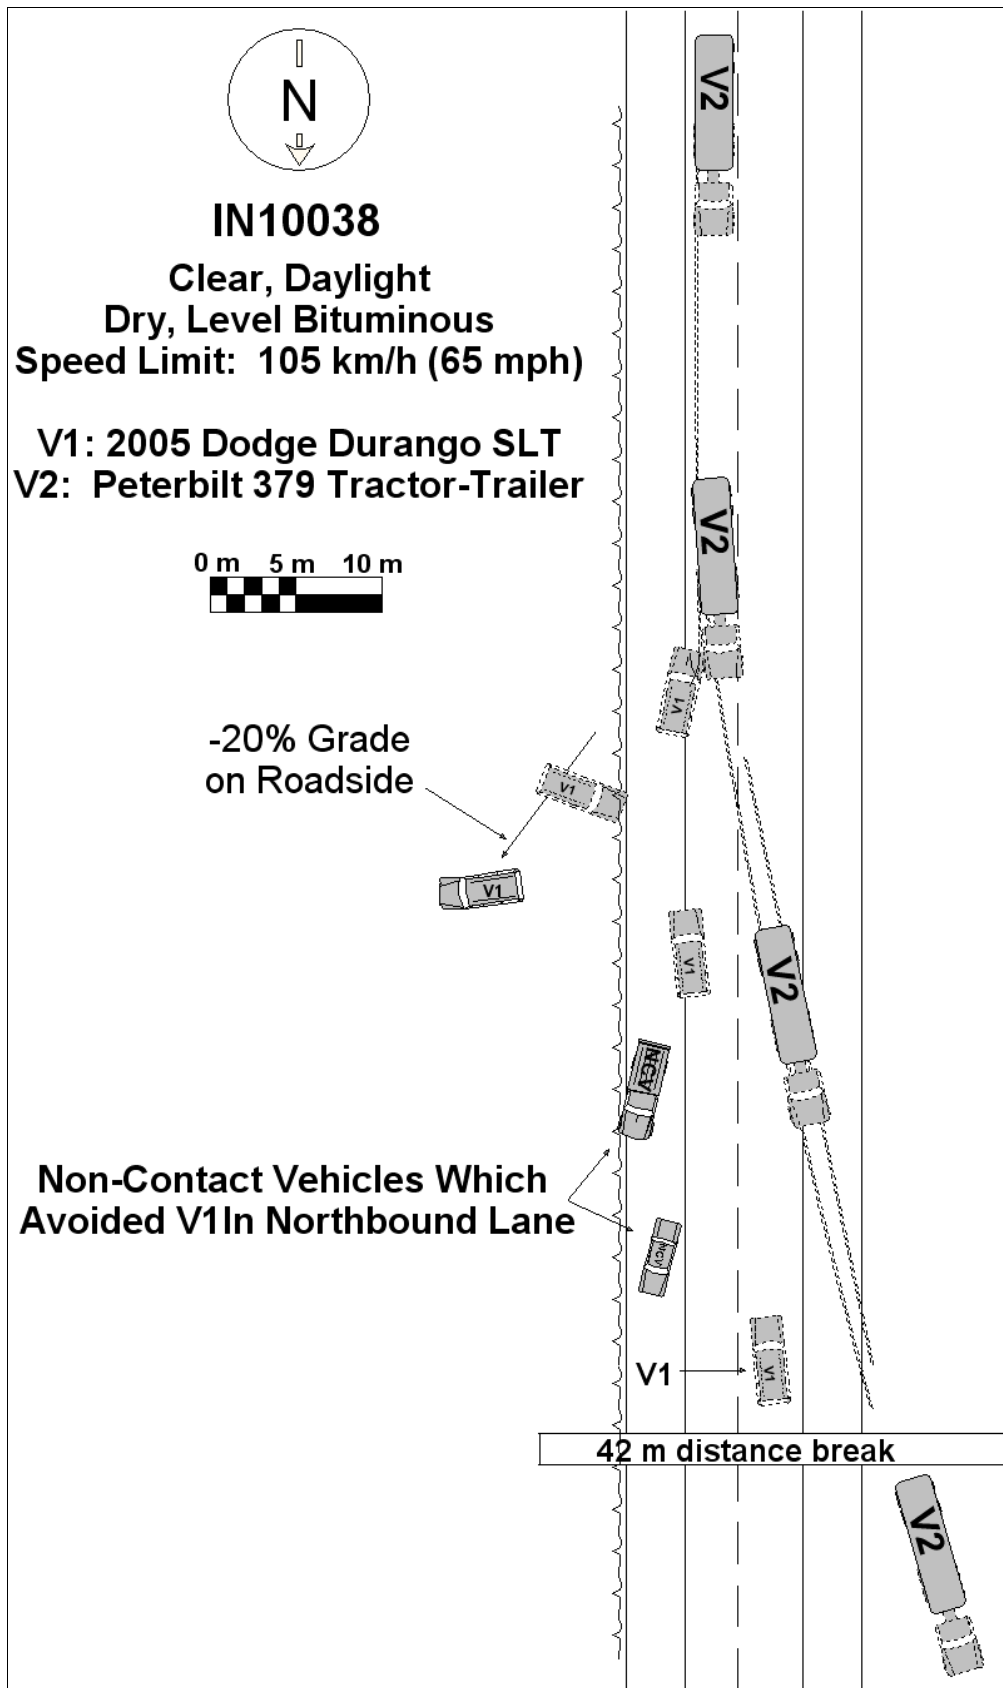 N
IN10038
Clear, Daylight
Dry, Level Bituminous
Speed Limit: 105 km/h (65 mph)
V1: 2005 Dodge Durango SLT
V2: Peterbilt 379 Tractor-Trailer
0 m 5 m 10 m
V2
V2
V1
-20% Grade
on Roadside
V1
V1
V1
V2
NCV
Non-Contact Vehicles Which
Avoided V1In Northbound Lane
NCV
V1
V1
42 m distance break
V2